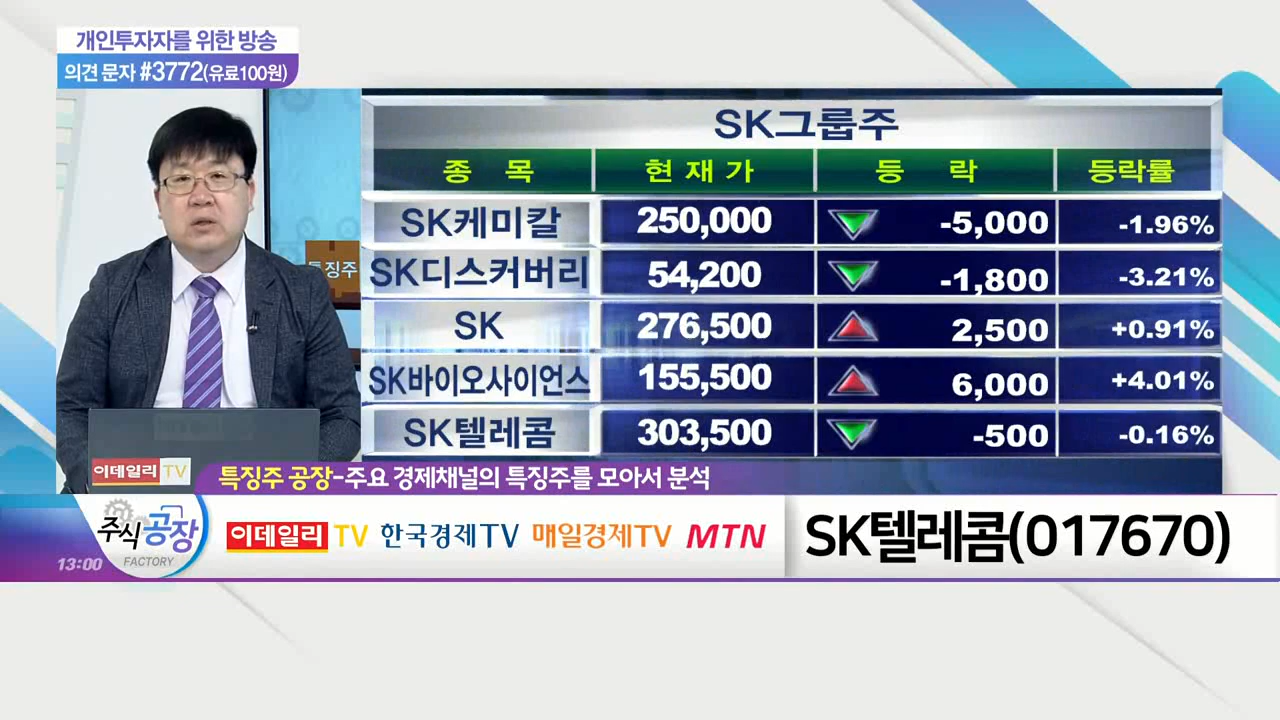 개인투자자를 위한 방송
의견 문자 #3772(유료100원)
SK그룹주
종 목 현 재 가 등 락 등락률
SK케미칼 250,000 -5,000 -1.96%
SK디스커버리 54,200 -1,800 -3.21%
SK 276,500 2,500 +0.91%
SK바이오사이언스 155,500 6,000 +4.01%
SK텔레콤 303,500 -500 -0.16%
특징주
이데일리 TV
특징주 공장-주요 경제채널의 특징주를 모아서 분석
주식공장
FACTORY
13:00
이데일리 TV 한국경제TV 매일경제TV MTN
SK텔레콤(017670)